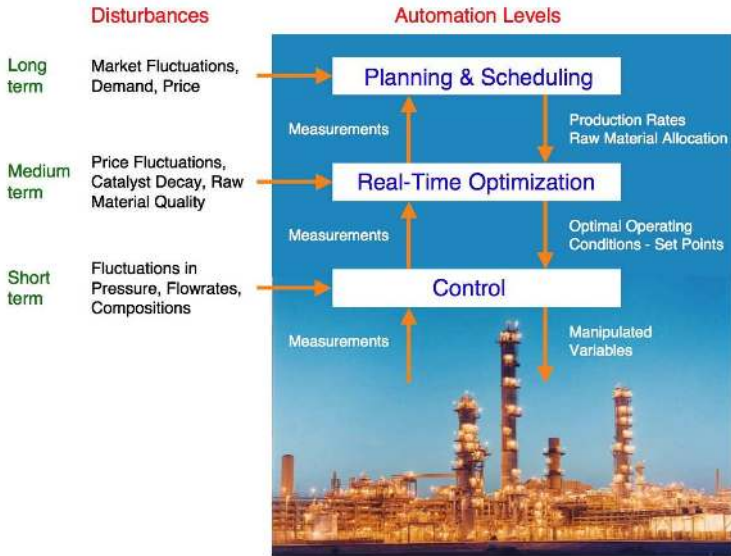 Disturbances
Automation Levels
Long
term
Market Fluctuations,
Demand, Price
Planning & Scheduling
Measurements
Production Rates
Raw Material Allocation
Medium
term
Price Fluctuations,
Catalyst Decay, Raw
Material Quality
Real-Time Optimization
Measurements
Optimal Operating
Conditions - Set Points
Short
term
Fluctuations in
Pressure, Flowrates,
Compositions
Control
Measurements
Manipulated
Variables